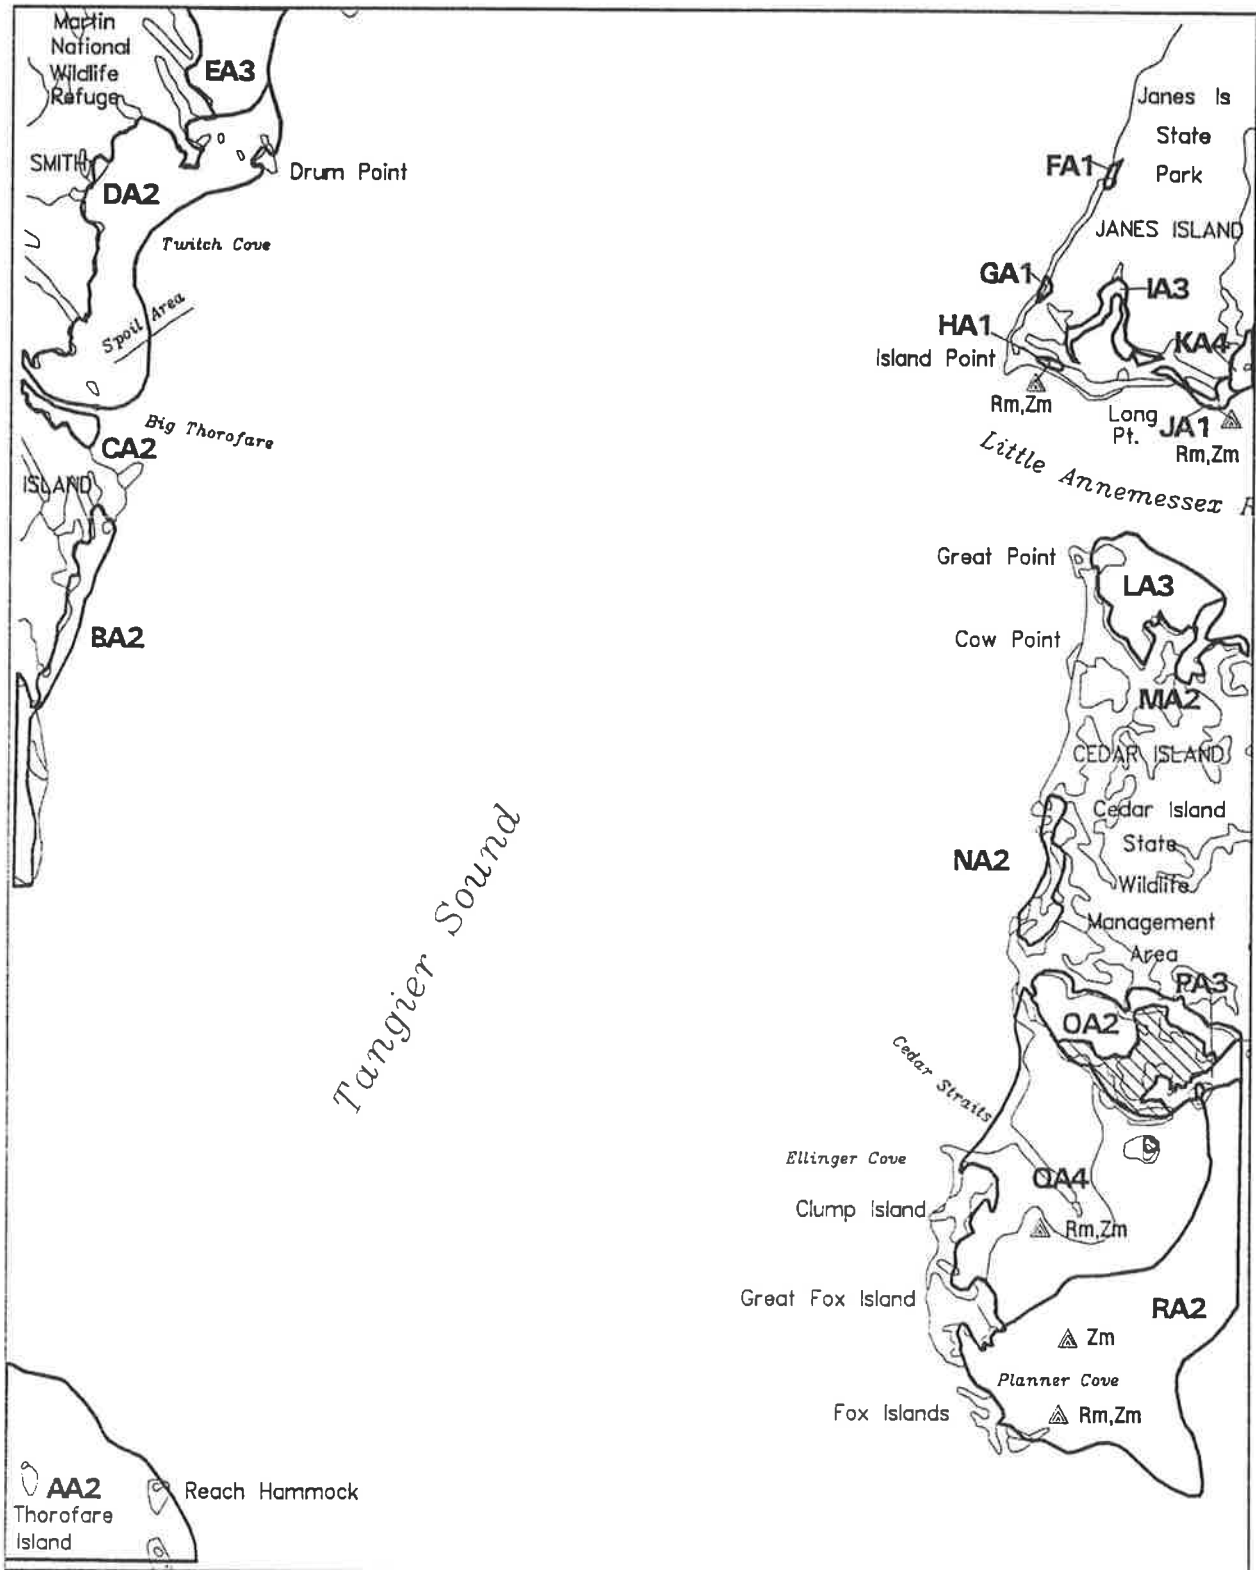 Martin
National
Wildlife
Refuge
EA3
SMITH
DA2
Drum Point
Twitch Cove
Spoil Area
Big Thorofare
CA2
ISLAND
BA2
Janes Is
State
Park
FA1
JANES ISLAND
GA1
IA3
HA1
KA4
Island Point
Rm,Zm
Long
Pt.
JA1
Rm,Zm
Little Annemessex R
Great Point
LA3
Cow Point
MA2
CEDAR ISLAND
Cedar Island
State
Wildlife
Management
Area
NA2
PA3
OA2
Tangier Sound
Cedar Straits
Ellinger Cove
QA4
Clump Island
Rm,Zm
Great Fox Island
RA2
Zm
Planner Cove
Fox Islands
Rm,Zm
AA2
Reach Hammock
Thorofare
Island